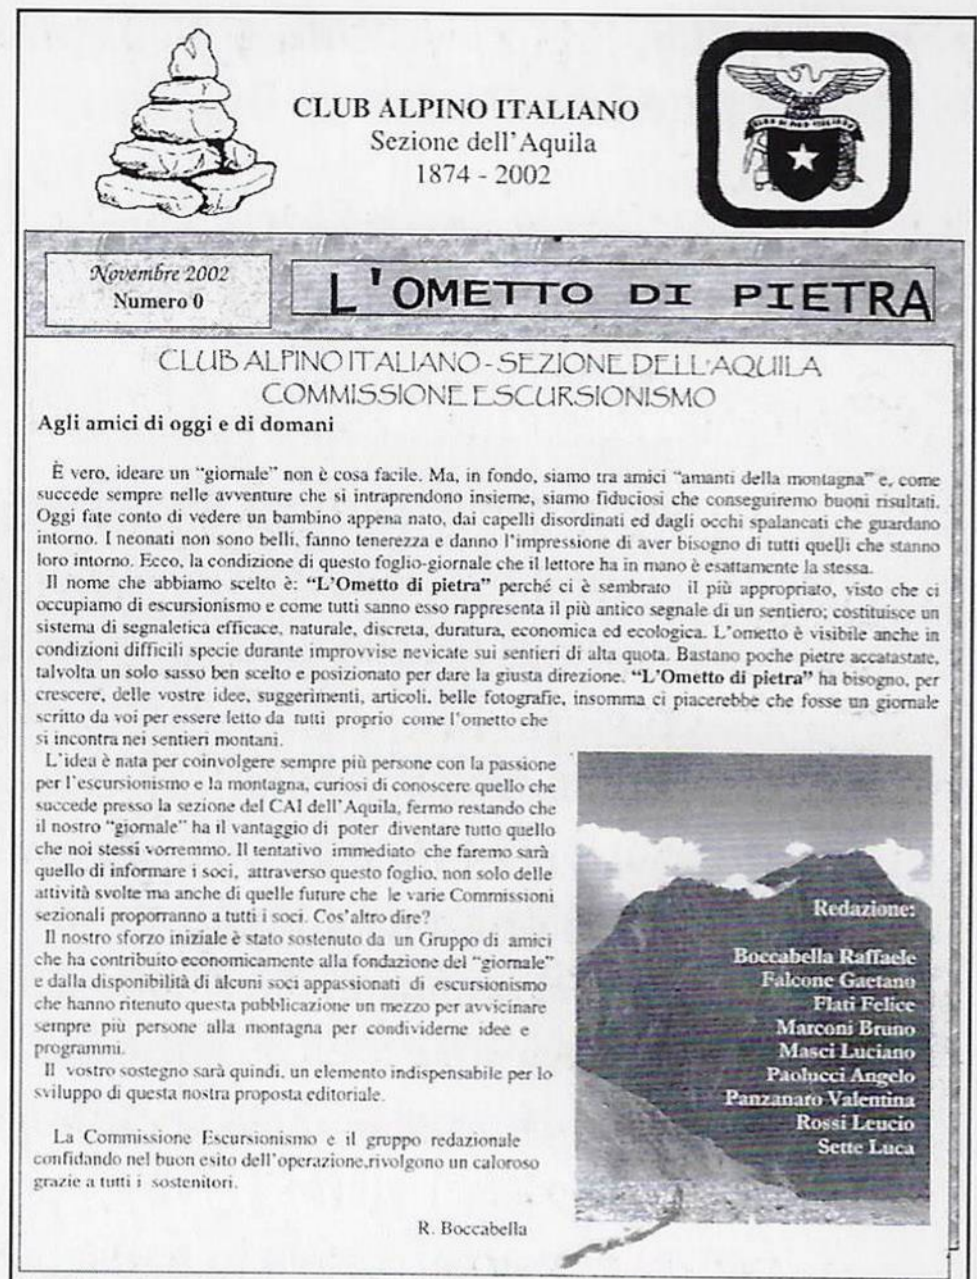 CLUB ALPINO ITALIANO
Sezione dell'Aquila
1874 - 2002
CLUB ALPINO ITALIANO
Novembre 2002
Numero 0
L'OMETTO DI PIETRA
CLUB ALPINO ITALIANO - SEZIONE DELL'AQUILA
COMMISSIONE ESCURSIONISMO
Agli amici di oggi e di domani
È vero, ideare un “giornale” non è cosa facile. Ma, in fondo, siamo tra amici “amanti della montagna” e, come
succede sempre nelle avventure che si intraprendono insieme, siamo fiduciosi che conseguiremo buoni risultati.
Oggi fate conto di vedere un bambino appena nato, dai capelli disordinati ed dagli occhi spalancati che guardano
intorno. I neonati non sono belli, fanno tenerezza e danno l'impressione di aver bisogno di tutti quelli che stanno
loro intorno. Ecco, la condizione di questo foglio-giornale che il lettore ha in mano è esattamente la stessa.
Il nome che abbiamo scelto è: “L'Ometto di pietra” perché ci è sembrato il più appropriato, visto che ci
occupiamo di escursionismo e come tutti sanno esso rappresenta il più antico segnale di un sentiero; costituisce un
sistema di segnaletica efficace, naturale, discreta, duratura, economica ed ecologica. L'ometto è visibile anche in
condizioni difficili specie durante improvvise nevicate sui sentieri di alta quota. Bastano poche pietre accatastate,
talvolta un solo sasso ben scelto e posizionato per dare la giusta direzione. “L'Ometto di pietra” ha bisogno, per
crescere, delle vostre idee, suggerimenti, articoli, belle fotografie, insomma ci piacerebbe che fosse un giornale
scritto da voi per essere letto da tutti proprio come l'ometto che
si incontra nei sentieri montani.
L'idea è nata per coinvolgere sempre più persone con la passione
per l'escursionismo e la montagna, curiosi di conoscere quello che
succede presso la sezione del CAI dell'Aquila, fermo restando che
il nostro “giornale” ha il vantaggio di poter diventare tutto quello
che noi stessi vorremmo. Il tentativo immediato che faremo sarà
quello di informare i soci, attraverso questo foglio, non solo delle
attività svolte ma anche di quelle future che le varie Commissioni
sezionali proporranno a tutti i soci. Cos'altro dire?
Il nostro sforzo iniziale è stato sostenuto da un Gruppo di amici
che ha contribuito economicamente alla fondazione del “giornale”
e dalla disponibilità di alcuni soci appassionati di escursionismo
che hanno ritenuto questa pubblicazione un mezzo per avvicinare
sempre più persone alla montagna per condividerne idee e
programmi.
Il vostro sostegno sarà quindi, un elemento indispensabile per lo
sviluppo di questa nostra proposta editoriale.
La Commissione Escursionismo e il gruppo redazionale
confidando nel buon esito dell'operazione,rivolgono un caloroso
grazie a tutti i sostenitori.
R. Boccabella
Redazione:
Boccabella Raffaele
Falcone Gaetano
Flati Felice
Marconi Bruno
Masci Luciano
Paolucci Angelo
Panzanaro Valentina
Rossi Leucio
Sette Luca